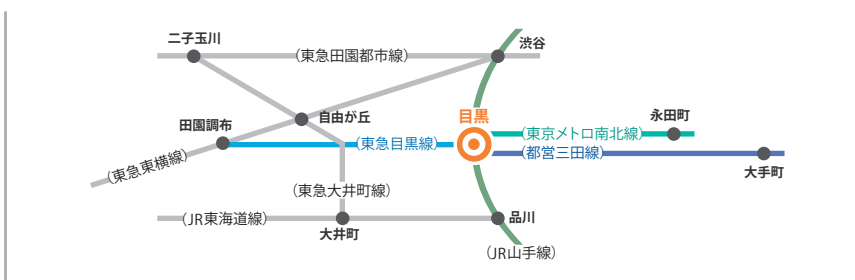 二子玉川
(東急田園都市線)
渋谷
自由が丘
目黒
永田町
田園調布
(東京メトロ南北線)
(東急目黒線)
(都営三田線)
(東急東横線)
大手町
(東急大井町線)
(JR東海道線)
品川
大井町
(JR山手線)